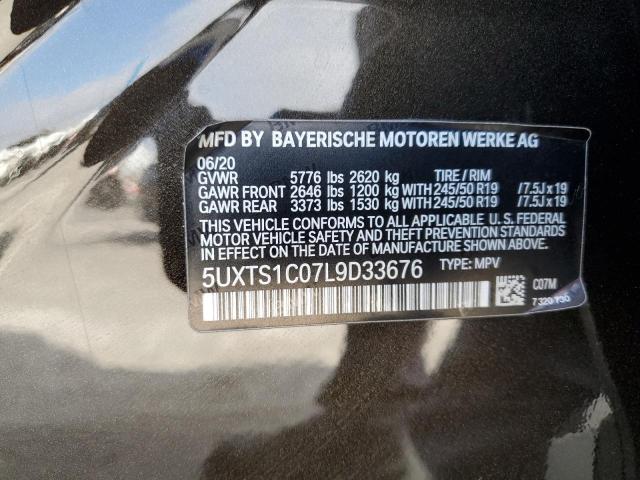 MFD BY BAYERISCHE MOTOREN WERKE AG
06/20
GVWR 5776 lbs 2620 kg TIRE / RIM
GAWR FRONT 2646 lbs 1200 kg WITH 245/50 R19 /7.5J x 19
GAWR REAR 3373 lbs 1530 kg WITH 245/50 R19 /7.5J x 19
THIS VEHICLE CONFORMS TO ALL APPLICABLE U. S. FEDERAL
MOTOR VEHICLE SAFETY AND THEFT PREVENTION STANDARDS
IN EFFECT ON THE DATE OF MANUFACTURE SHOWN ABOVE.
5UXTS1C07L9D33676 TYPE: MPV
C07M
7320 730